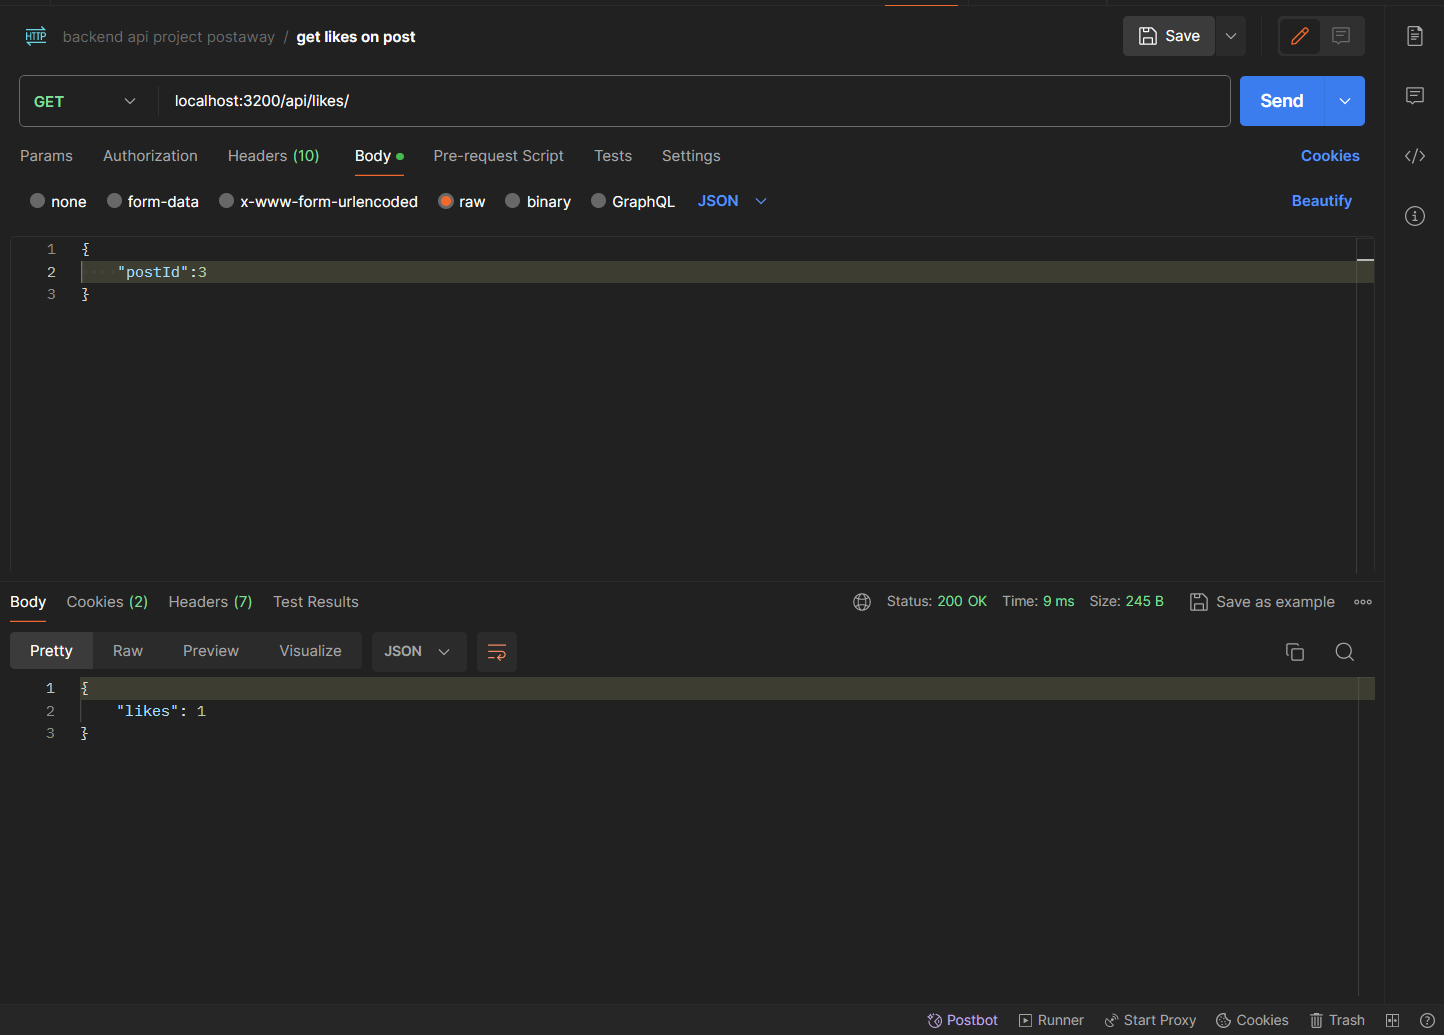 HTTP backend api project postaway / get likes on post Save
GET localhost:3200/api/likes/ Send
Params Authorization Headers (10) Body Pre-request Script Tests Settings Cookies
none form-data x-www-form-urlencoded raw binary GraphQL JSON Beautify
1 {
2 "postId":3
3 }
Body Cookies (2) Headers (7) Test Results Status: 200 OK Time: 9 ms Size: 245 B Save as example
Pretty Raw Preview Visualize JSON
1 {
2 "likes": 1
3 }
Postbot Runner Start Proxy Cookies Trash